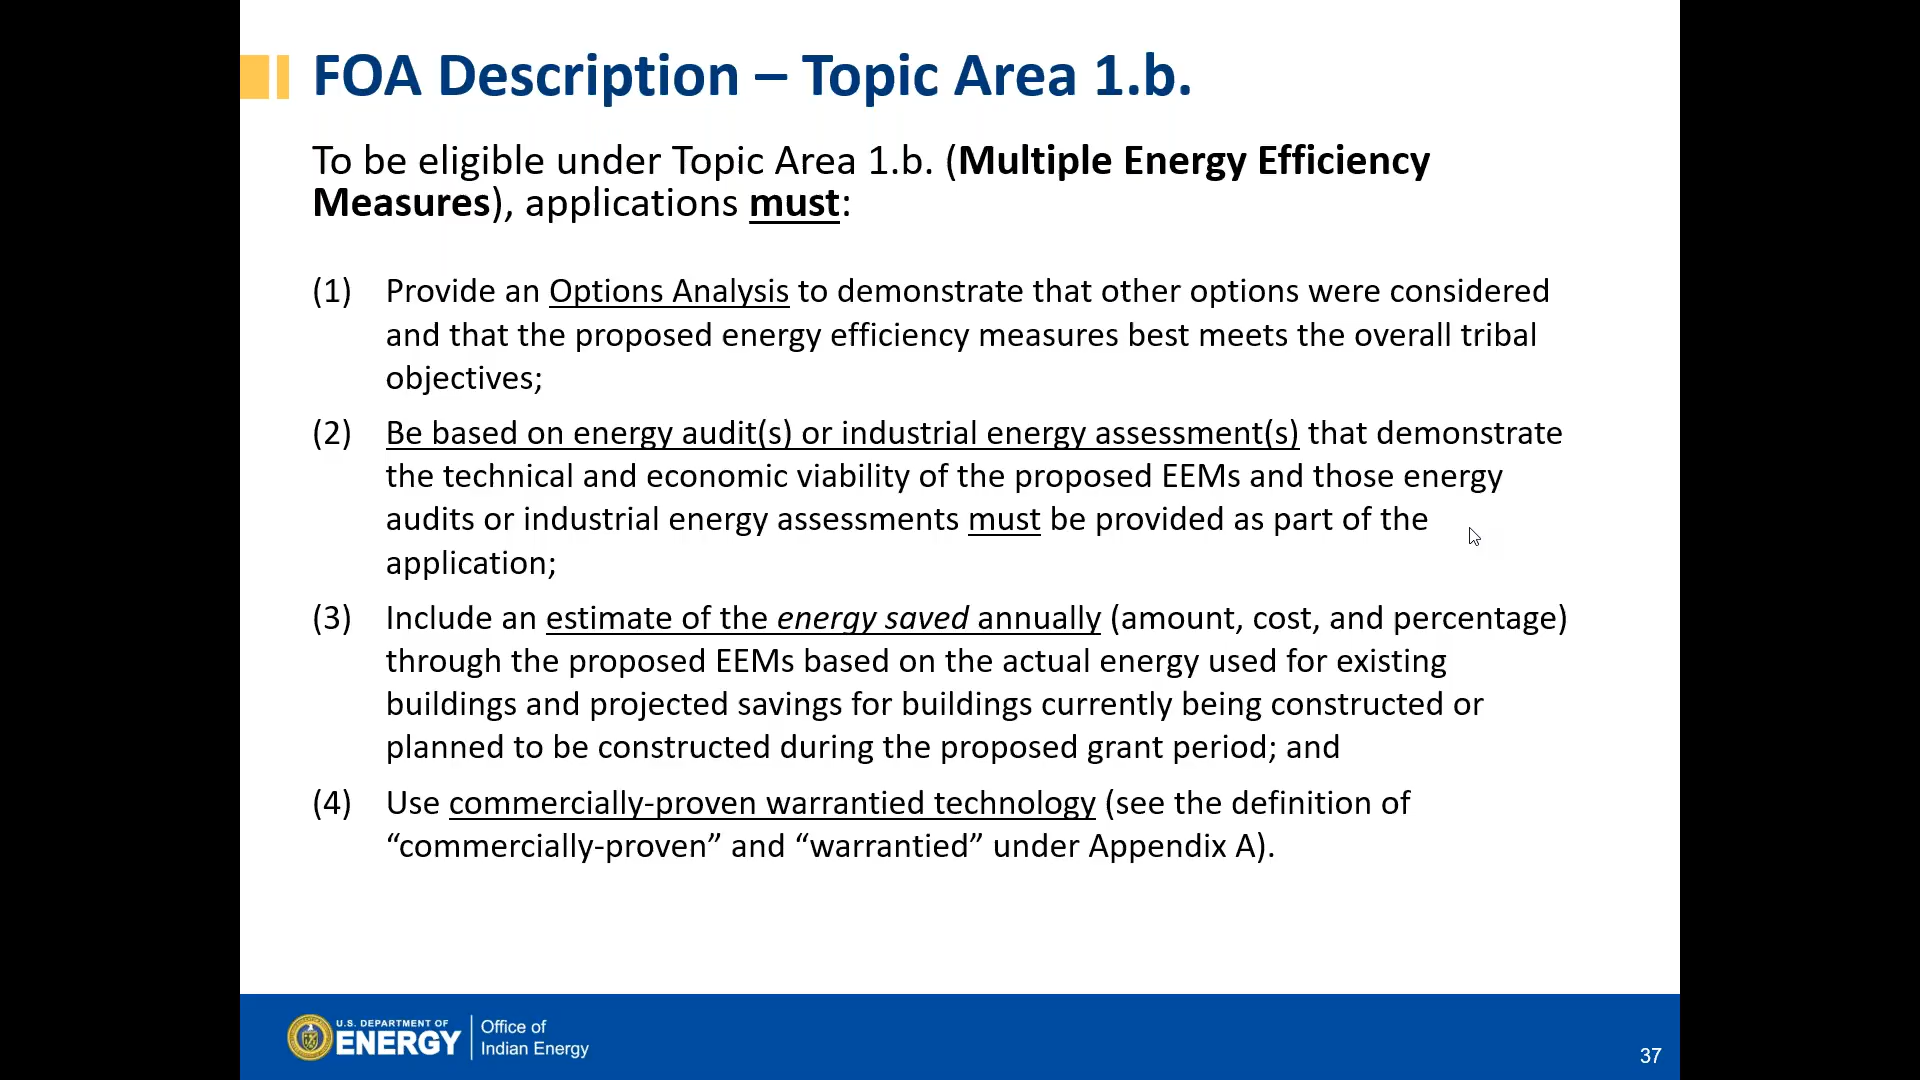 FOA Description – Topic Area 1.b.
To be eligible under Topic Area 1.b. (Multiple Energy Efficiency
Measures), applications must:
(1) Provide an Options Analysis to demonstrate that other options were considered
and that the proposed energy efficiency measures best meets the overall tribal
objectives;
(2) Be based on energy audit(s) or industrial energy assessment(s) that demonstrate
the technical and economic viability of the proposed EEMs and those energy
audits or industrial energy assessments must be provided as part of the
application;
(3) Include an estimate of the energy saved annually (amount, cost, and percentage)
through the proposed EEMs based on the actual energy used for existing
buildings and projected savings for buildings currently being constructed or
planned to be constructed during the proposed grant period; and
(4) Use commercially-proven warrantied technology (see the definition of
“commercially-proven” and “warrantied” under Appendix A).
U.S. DEPARTMENT OF
ENERGY
Office of
Indian Energy
37